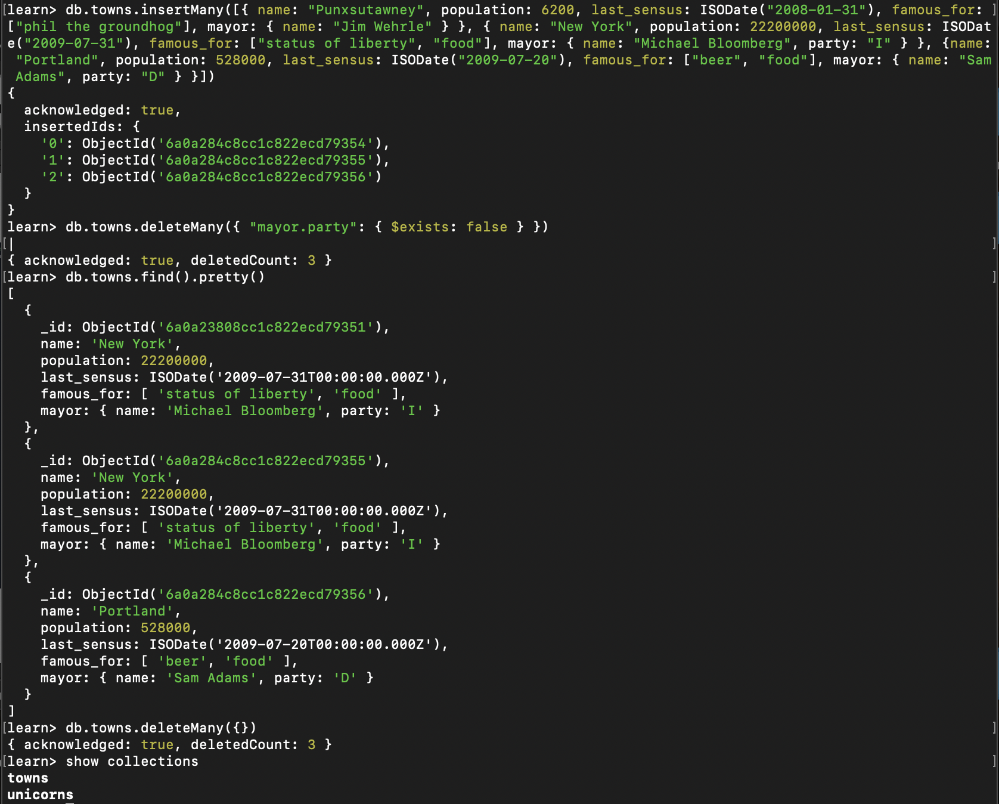 [learn> db.towns.insertMany([{ name: "Punxsutawney", population: 6200, last_sensus: ISODate("2008-01-31"), famous_for: ]
["phil the groundhog"], mayor: { name: "Jim Wehrle" } }, { name: "New York", population: 22200000, last_sensus: ISODat
e("2009-07-31"), famous_for: ["status of liberty", "food"], mayor: { name: "Michael Bloomberg", party: "I" } }, {name:
 "Portland", population: 528000, last_sensus: ISODate("2009-07-20"), famous_for: ["beer", "food"], mayor: { name: "Sam
 Adams", party: "D" } }])
{
  acknowledged: true,
  insertedIds: {
    '0': ObjectId('6a0a284c8cc1c822ecd79354'),
    '1': ObjectId('6a0a284c8cc1c822ecd79355'),
    '2': ObjectId('6a0a284c8cc1c822ecd79356')
  }
}
learn> db.towns.deleteMany({ "mayor.party": { $exists: false } })
[| ]
{ acknowledged: true, deletedCount: 3 }
[learn> db.towns.find().pretty() ]
[
  {
    _id: ObjectId('6a0a23808cc1c822ecd79351'),
    name: 'New York',
    population: 22200000,
    last_sensus: ISODate('2009-07-31T00:00:00.000Z'),
    famous_for: [ 'status of liberty', 'food' ],
    mayor: { name: 'Michael Bloomberg', party: 'I' }
  },
  {
    _id: ObjectId('6a0a284c8cc1c822ecd79355'),
    name: 'New York',
    population: 22200000,
    last_sensus: ISODate('2009-07-31T00:00:00.000Z'),
    famous_for: [ 'status of liberty', 'food' ],
    mayor: { name: 'Michael Bloomberg', party: 'I' }
  },
  {
    _id: ObjectId('6a0a284c8cc1c822ecd79356'),
    name: 'Portland',
    population: 528000,
    last_sensus: ISODate('2009-07-20T00:00:00.000Z'),
    famous_for: [ 'beer', 'food' ],
    mayor: { name: 'Sam Adams', party: 'D' }
  }
]
[learn> db.towns.deleteMany({}) ]
{ acknowledged: true, deletedCount: 3 }
[learn> show collections ]
towns
unicorns